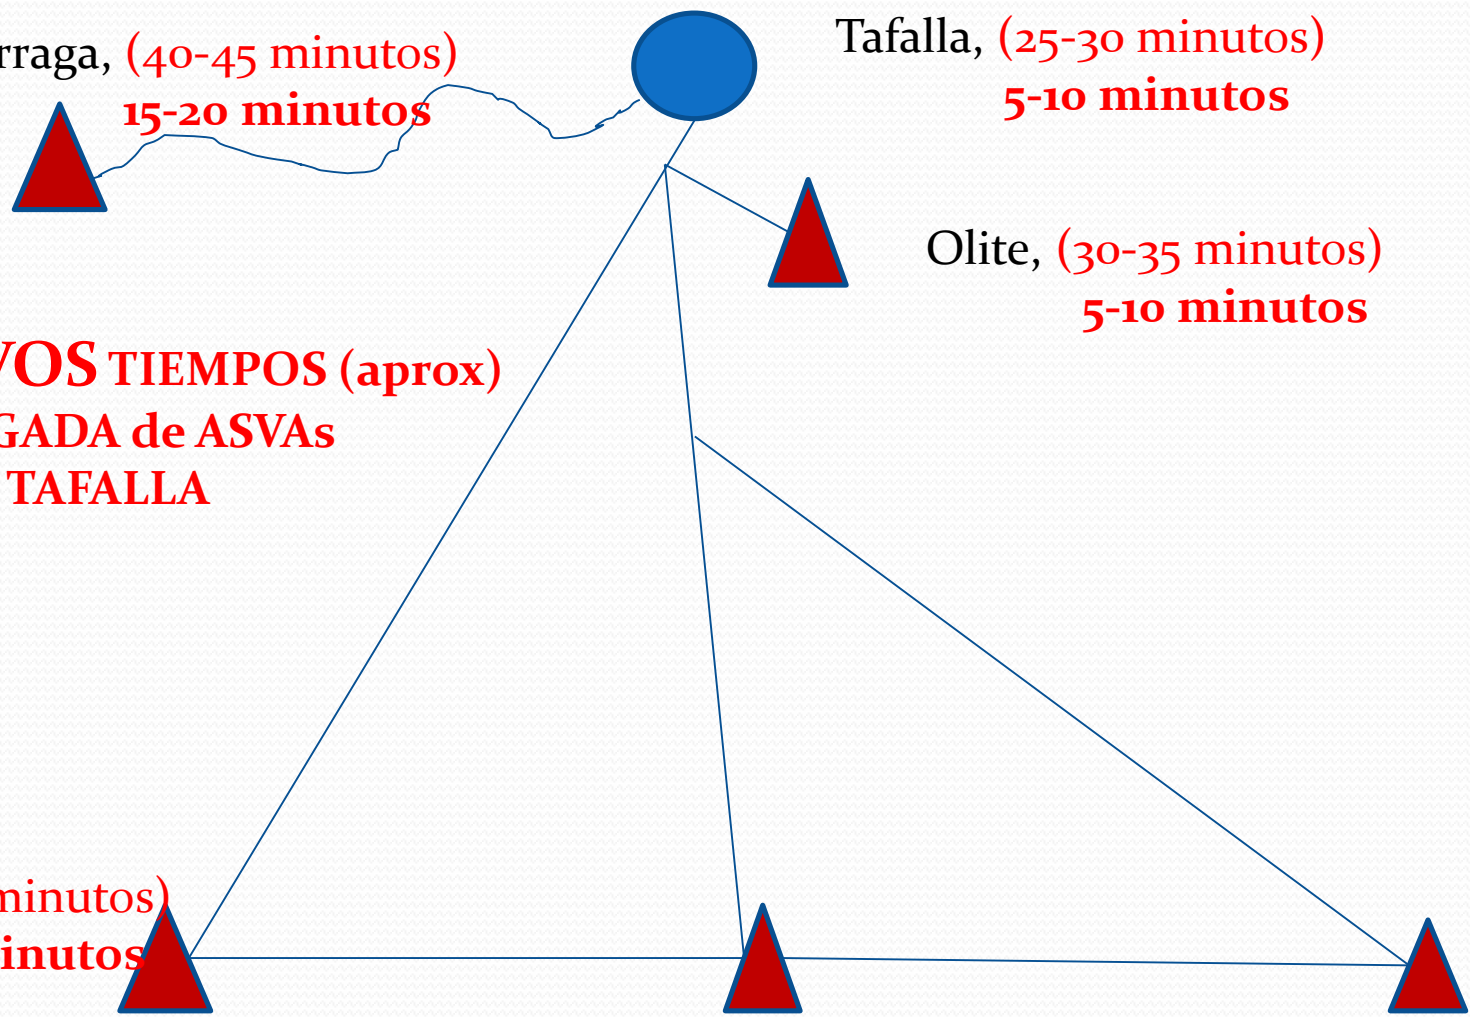 rraga, (40-45 minutos)
15-20 minutos
Tafalla, (25-30 minutos)
5-10 minutos
Olite, (30-35 minutos)
5-10 minutos
VOS TIEMPOS (aprox)
GADA de ASVAs
TAFALLA
minutos)
inutos